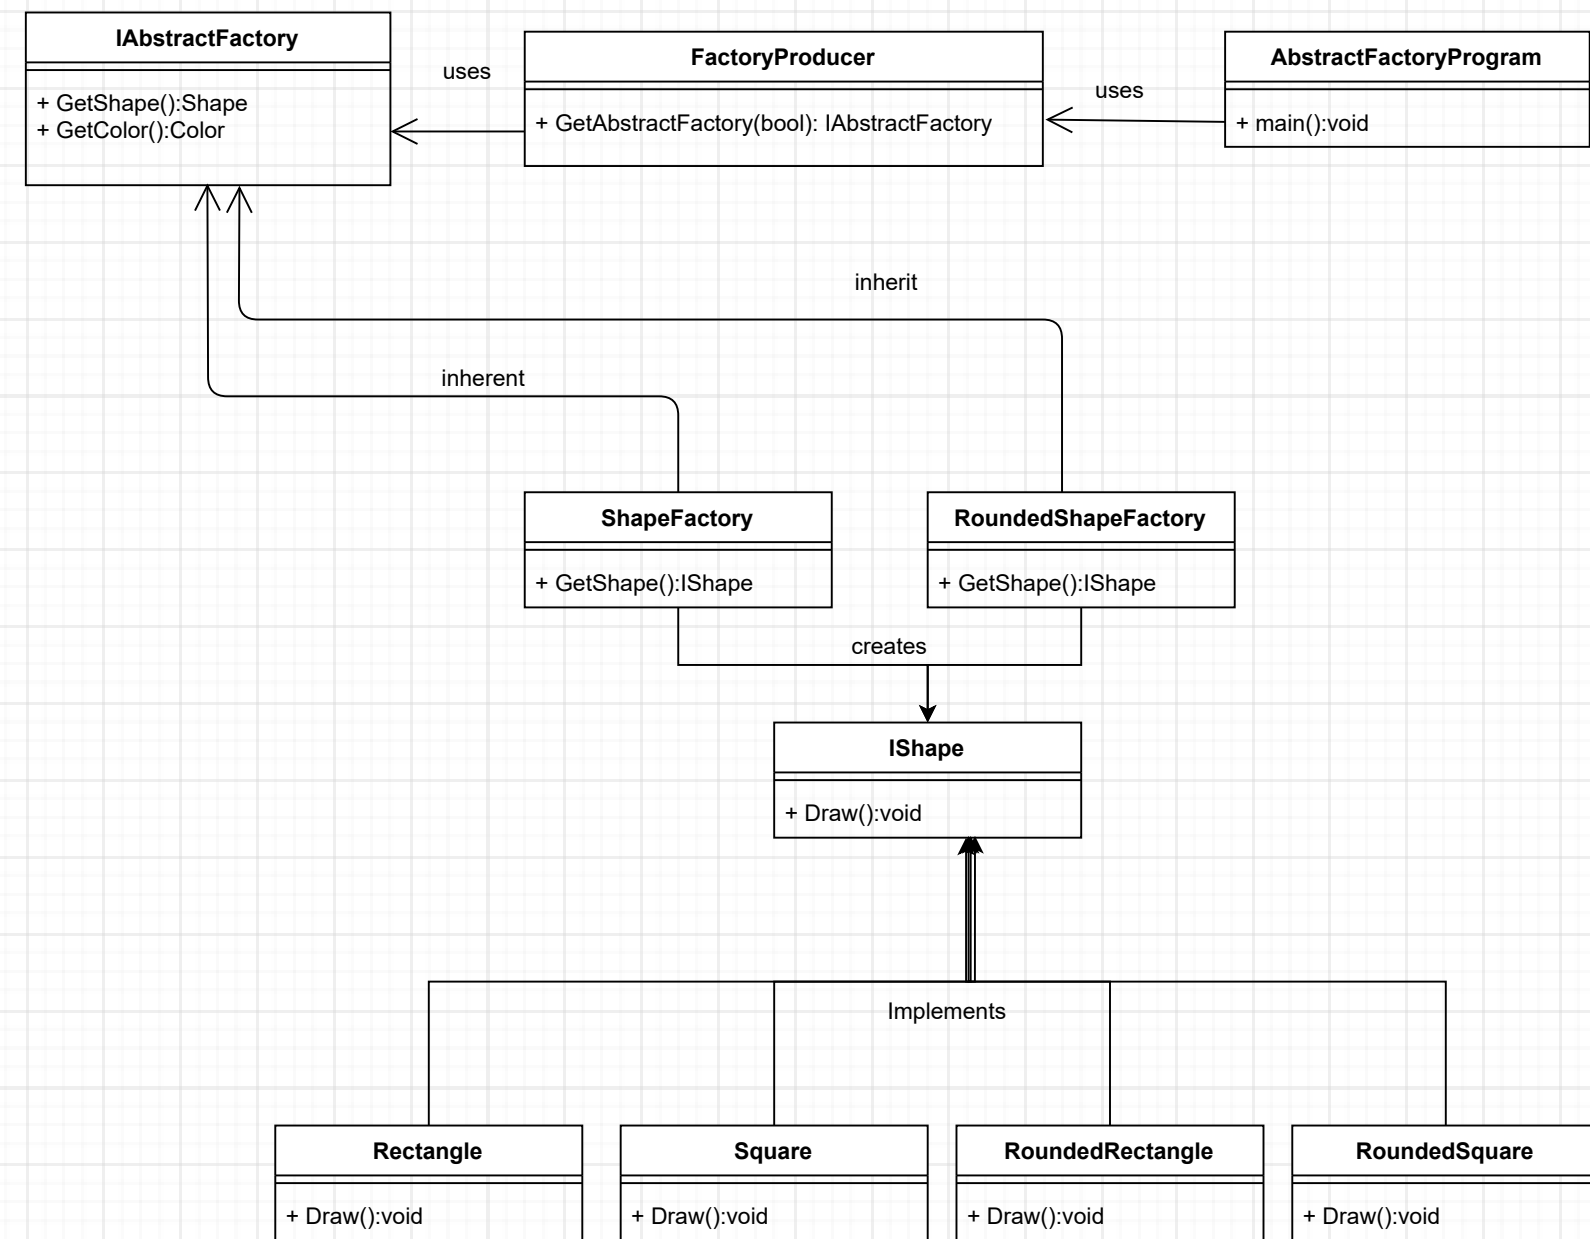 IAbstractFactory
+ GetShape():Shape
+ GetColor():Color
uses
FactoryProducer
+ GetAbstractFactory(bool): IAbstractFactory
uses
AbstractFactoryProgram
+ main():void
inherit
inherent
ShapeFactory
+ GetShape():IShape
RoundedShapeFactory
+ GetShape():IShape
creates
IShape
+ Draw():void
Implements
Rectangle
+ Draw():void
Square
+ Draw():void
RoundedRectangle
+ Draw():void
RoundedSquare
+ Draw():void